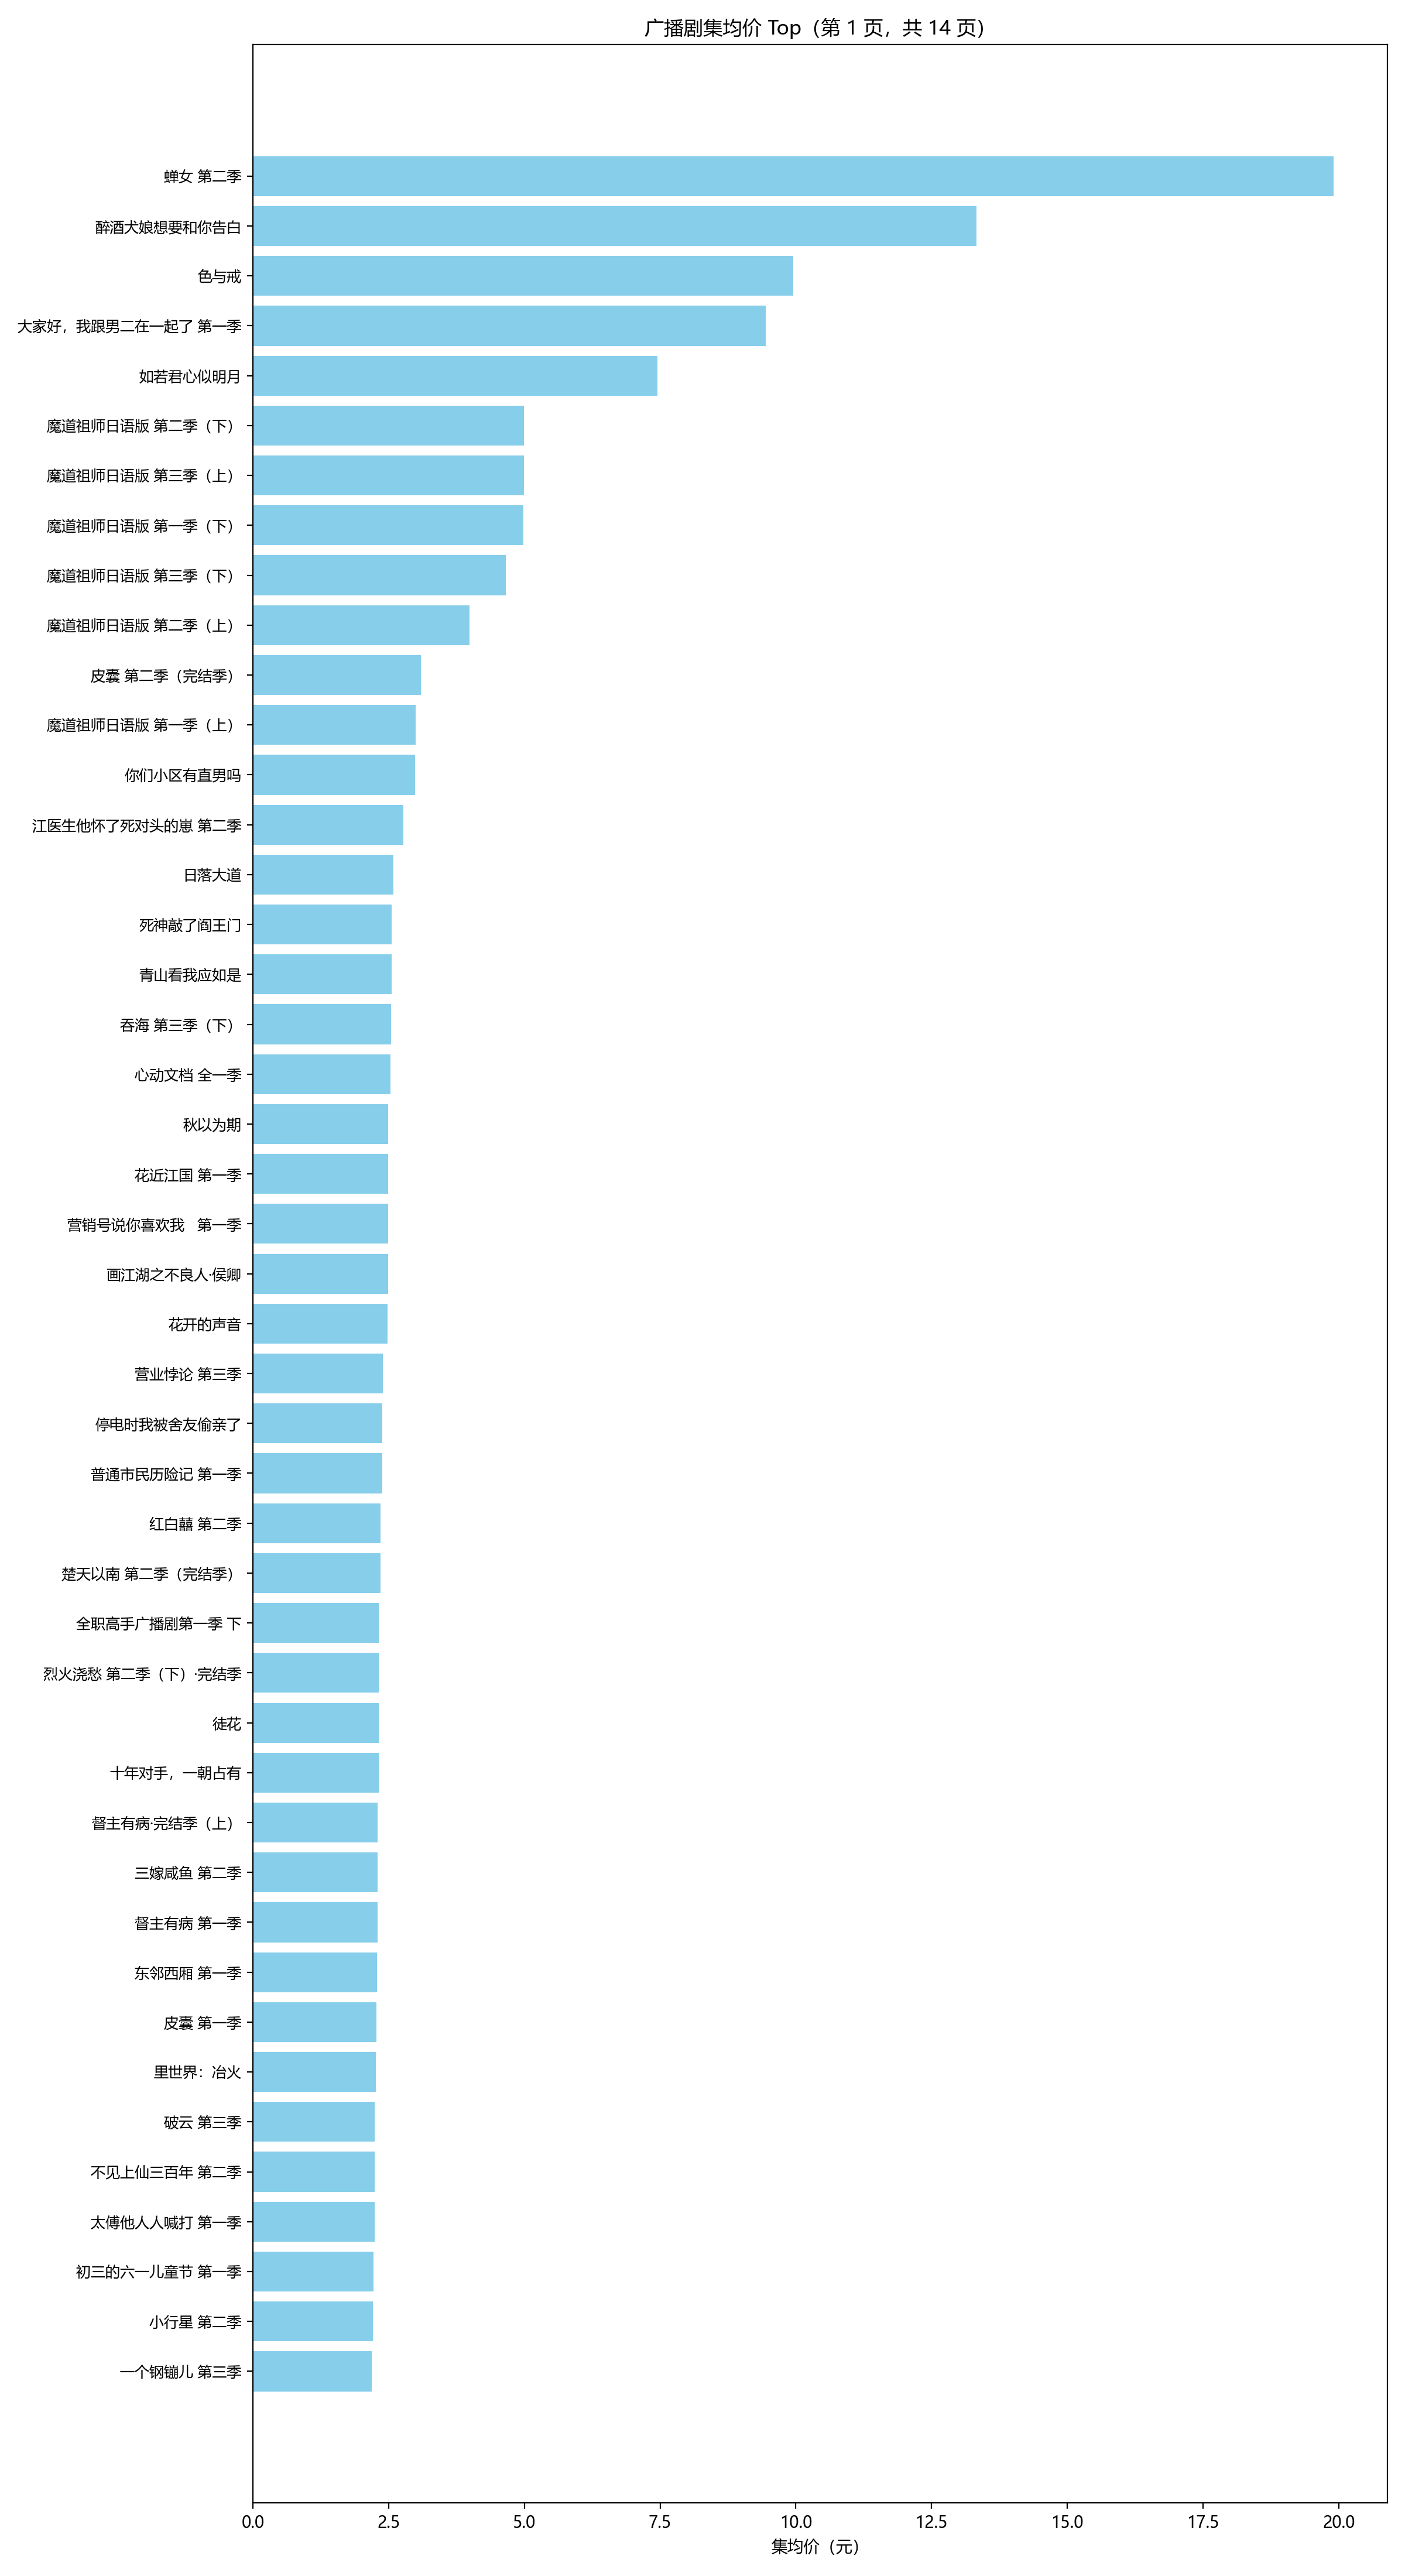 广播剧集均价 Top（第 1 页，共 14 页）
蝉女 第二季
醉酒犬娘想要和你告白
色与戒
大家好，我跟男二在一起了 第一季
如若君心似明月
魔道祖师日语版 第二季（下）
魔道祖师日语版 第三季（上）
魔道祖师日语版 第一季（下）
魔道祖师日语版 第三季（下）
魔道祖师日语版 第二季（上）
皮囊 第二季（完结季）
魔道祖师日语版 第一季（上）
你们小区有直男吗
江医生他怀了死对头的崽 第二季
日落大道
死神敲了阎王门
青山看我应如是
吞海 第三季（下）
心动文档 全一季
秋以为期
花近江国 第一季
营销号说你喜欢我   第一季
画江湖之不良人·侯卿
花开的声音
营业悖论 第三季
停电时我被舍友偷亲了
普通市民历险记 第一季
红白囍 第二季
楚天以南 第二季（完结季）
全职高手广播剧第一季 下
烈火浇愁 第二季（下）·完结季
徒花
十年对手，一朝占有
督主有病·完结季（上）
三嫁咸鱼 第二季
督主有病 第一季
东邻西厢 第一季
皮囊 第一季
里世界：冶火
破云 第三季
不见上仙三百年 第二季
太傅他人人喊打 第一季
初三的六一儿童节 第一季
小行星 第二季
一个钢镚儿 第三季
0.0 2.5 5.0 7.5 10.0 12.5 15.0 17.5 20.0
集均价（元）